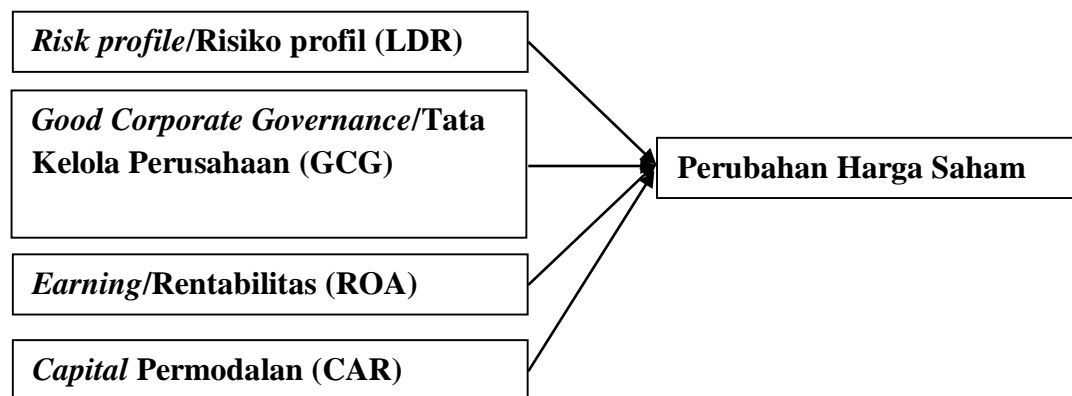 Risk profile/Risiko profil (LDR)
Good Corporate Governance/Tata
Kelola Perusahaan (GCG)
Perubahan Harga Saham
Earning/Rentabilitas (ROA)
Capital Permodalan (CAR)